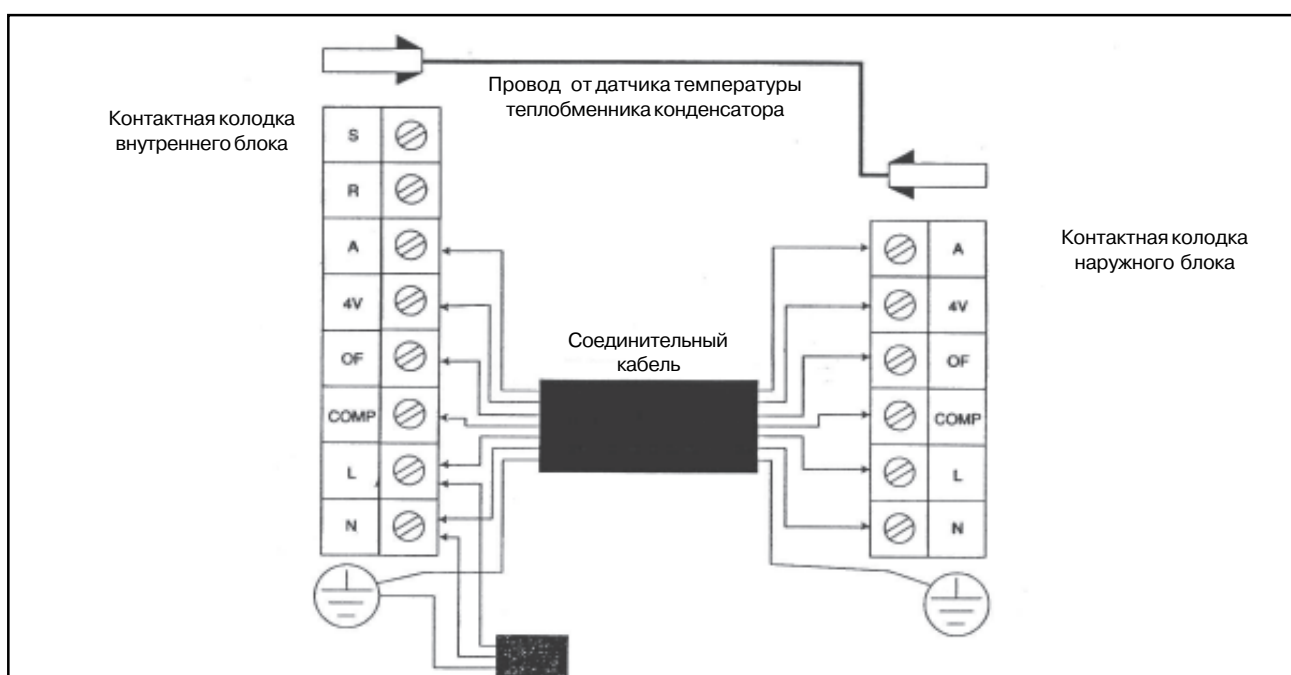 Провод от датчика температуры
теплобменника конденсатора
Контактная колодка
внутреннего блока
S
R
A
4V
OF
COMP
L
N
Соединительный
кабель
Контактная колодка
наружного блока
A
4V
OF
COMP
L
N